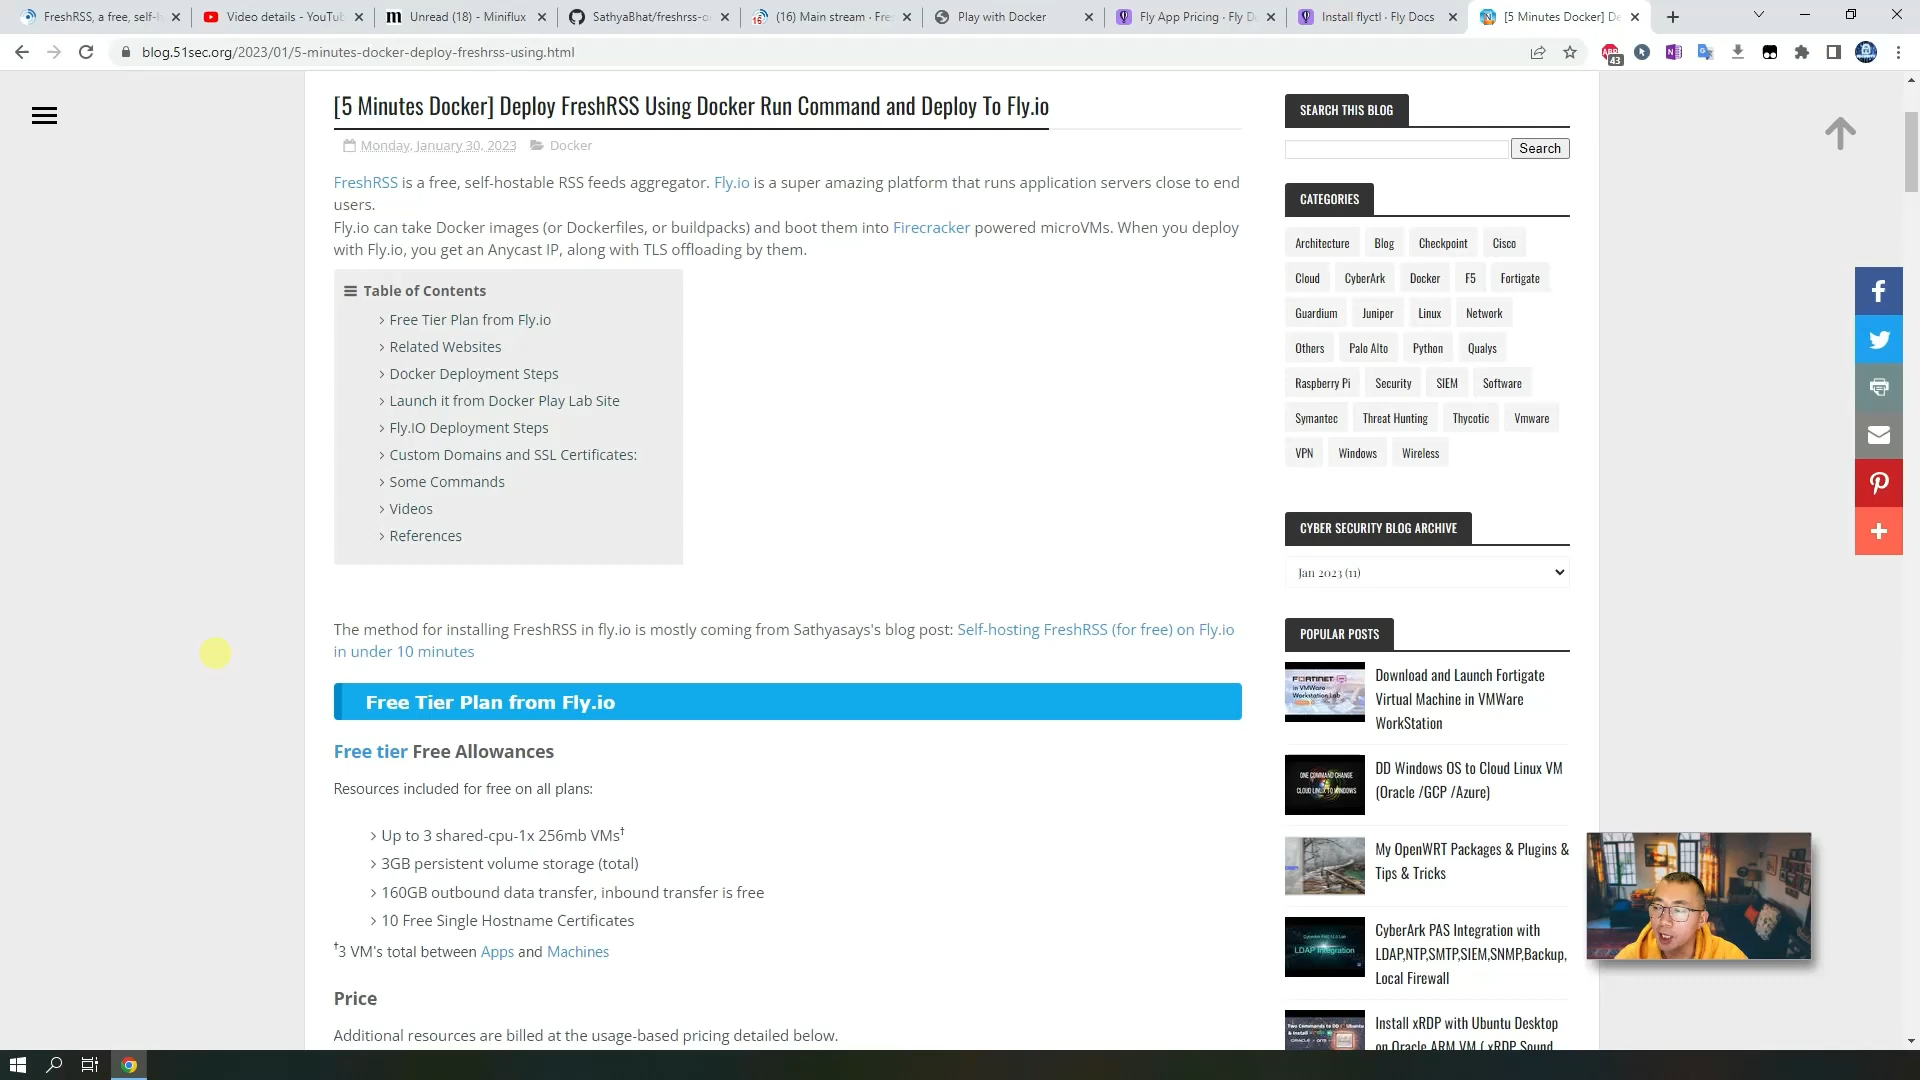 FreshRSS, a free, self-h
Video details - YouTub
Unread (18) - Miniflux
SathyaBhat/freshrss-o
(16) Main stream · Fre
Play with Docker
Fly App Pricing · Fly D
Install flyctl · Fly Docs
[5 Minutes Docker] De
blog.51sec.org/2023/01/5-minutes-docker-deploy-freshrss-using.html
43
[5 Minutes Docker] Deploy FreshRSS Using Docker Run Command and Deploy To Fly.io
Monday, January 30, 2023 Docker
FreshRSS is a free, self-hostable RSS feeds aggregator. Fly.io is a super amazing platform that runs application servers close to end
users.
Fly.io can take Docker images (or Dockerfiles, or buildpacks) and boot them into Firecracker powered microVMs. When you deploy
with Fly.io, you get an Anycast IP, along with TLS offloading by them.
Table of Contents
Free Tier Plan from Fly.io
Related Websites
Docker Deployment Steps
Launch it from Docker Play Lab Site
Fly.IO Deployment Steps
Custom Domains and SSL Certificates:
Some Commands
Videos
References
The method for installing FreshRSS in fly.io is mostly coming from Sathyasays's blog post: Self-hosting FreshRSS (for free) on Fly.io
in under 10 minutes
Free Tier Plan from Fly.io
Free tier Free Allowances
Resources included for free on all plans:
Up to 3 shared-cpu-1x 256mb VMs†
3GB persistent volume storage (total)
160GB outbound data transfer, inbound transfer is free
10 Free Single Hostname Certificates
†3 VM's total between Apps and Machines
Price
Additional resources are billed at the usage-based pricing detailed below.
SEARCH THIS BLOG
Search
CATEGORIES
Architecture Blog Checkpoint Cisco
Cloud CyberArk Docker F5 Fortigate
Guardium Juniper Linux Network
Others Palo Alto Python Qualys
Raspberry Pi Security SIEM Software
Symantec Threat Hunting Thycotic Vmware
VPN Windows Wireless
CYBER SECURITY BLOG ARCHIVE
Jan 2023 (11)
POPULAR POSTS
Download and Launch Fortigate
Virtual Machine in VMWare
WorkStation
DD Windows OS to Cloud Linux VM
(Oracle /GCP /Azure)
My OpenWRT Packages & Plugins &
Tips & Tricks
CyberArk PAS Integration with
LDAP,NTP,SMTP,SIEM,SNMP,Backup,
Local Firewall
Install xRDP with Ubuntu Desktop
on Oracle ARM VM ( xRDP Sound